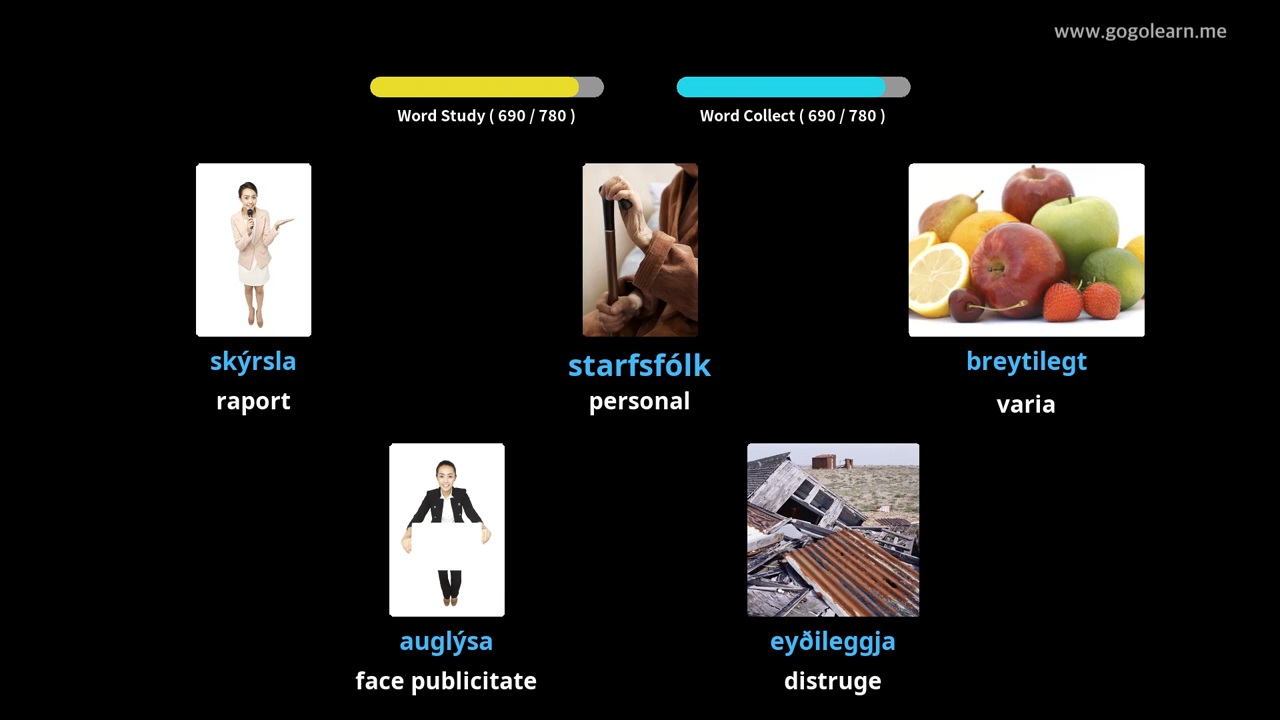 www.gogolearn.me
Word Study ( 690 / 780 )
Word Collect ( 690 / 780 )
skýrsla
raport
starfsfólk
personal
breytilegt
varia
auglýsa
face publicitate
eyðileggja
distruge